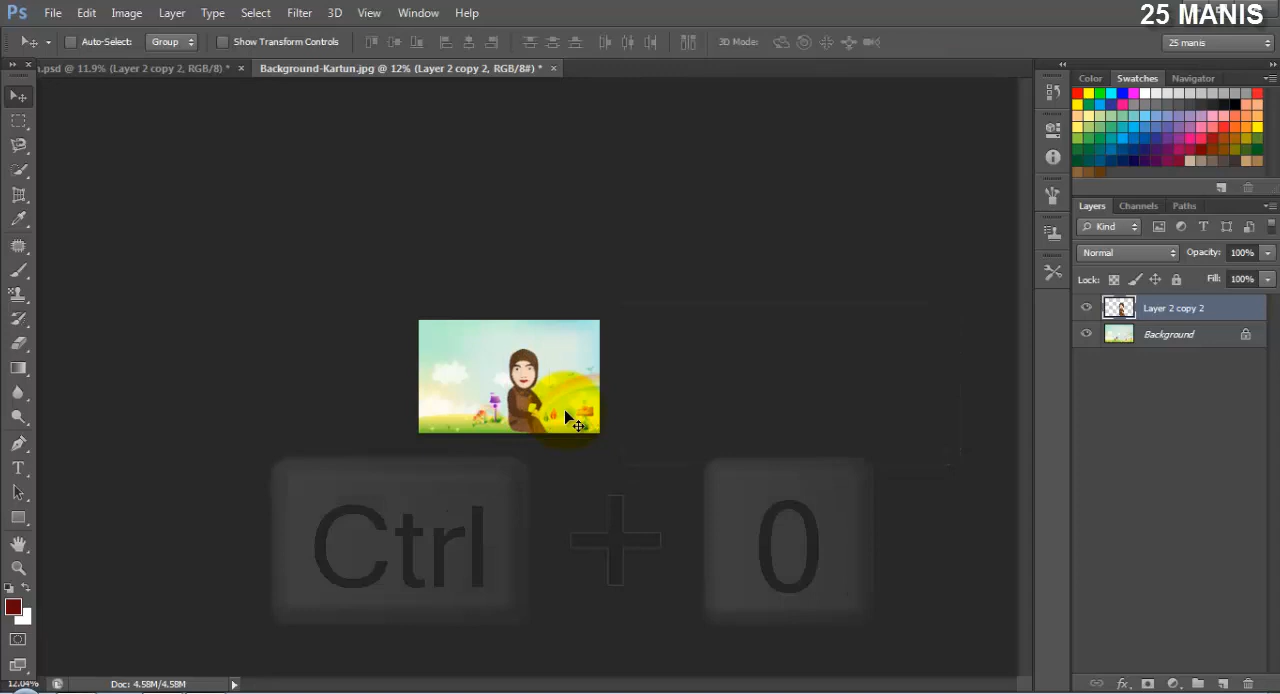 Ps File Edit Image Layer Type Select Filter 3D View Window Help
25 MANIS
Auto-Select: Group Show Transform Controls 3D Mode: 25 manis
.psd @ 11.9% (Layer 2 copy 2, RGB/8) * × Background-Kartun.jpg @ 12% (Layer 2 copy 2, RGB/8#) * ×
Color Swatches Navigator
Layers Channels Paths
Kind
Normal Opacity: 100%
Lock: Fill: 100%
Layer 2 copy 2
Background
Ctrl + 0
12.04% Doc: 4.58M/4.58M